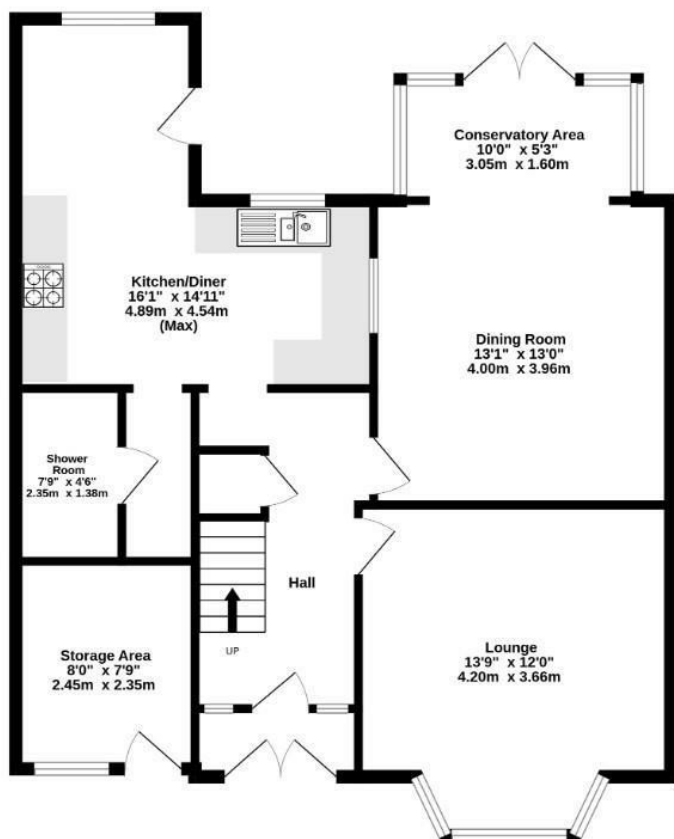 Conservatory Area
10'0" x 5'3"
3.05m x 1.60m
Kitchen/Diner
16'1" x 14'11"
4.89m x 4.54m
(Max)
Dining Room
13'1" x 13'0"
4.00m x 3.96m
Shower
Room
7'9" x 4'6"
2.35m x 1.38m
Hall
UP
Storage Area
8'0" x 7'9"
2.45m x 2.35m
Lounge
13'9" x 12'0"
4.20m x 3.66m